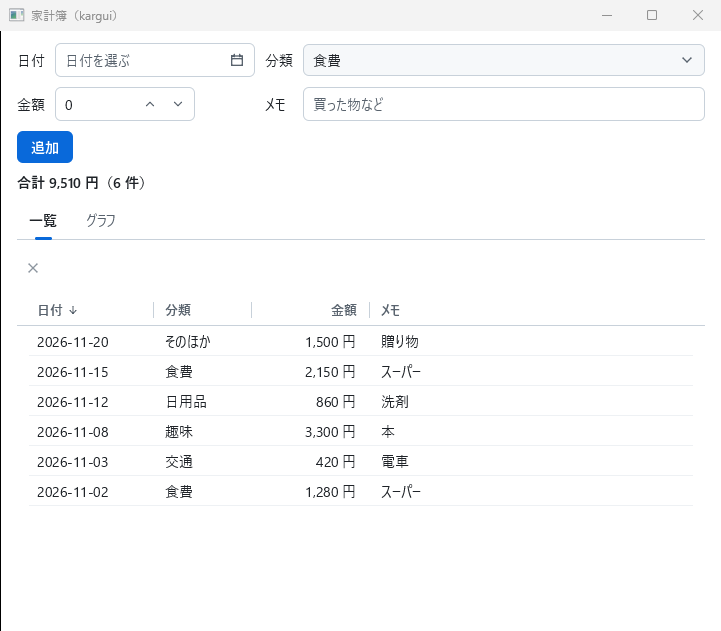 家計簿（kargui）
日付 日付を選ぶ 分類 食費
金額 0 メモ 買った物など
追加
合計 9,510 円（6 件）
一覧 グラフ
日付 ↓ 分類 金額 メモ
2026-11-20 そのほか 1,500 円 贈り物
2026-11-15 食費 2,150 円 スーパー
2026-11-12 日用品 860 円 洗剤
2026-11-08 趣味 3,300 円 本
2026-11-03 交通 420 円 電車
2026-11-02 食費 1,280 円 スーパー